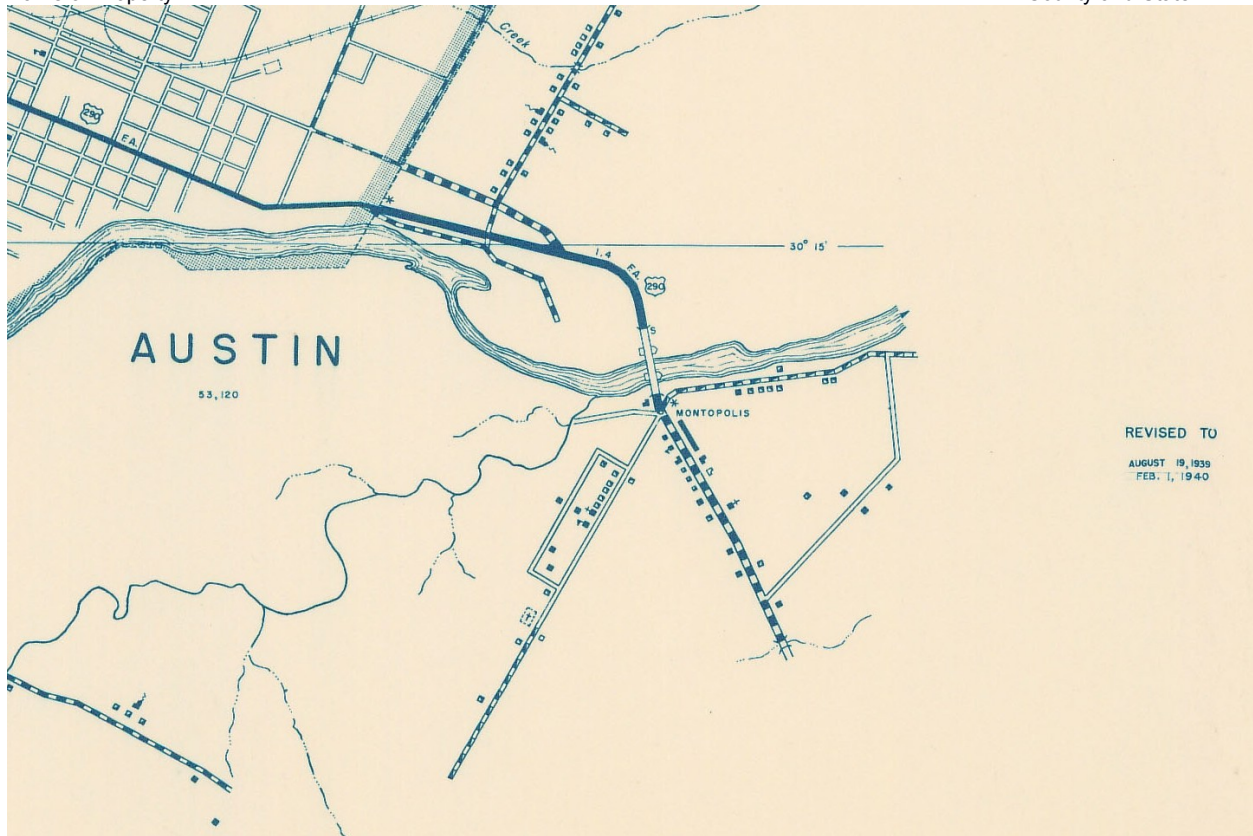 Creek
290
F.A.
30° 15'
1.4
F.A.
290
S
AUSTIN
53,120
MONTOPOLIS
REVISED TO
AUGUST 19, 1939
FEB. 1, 1940